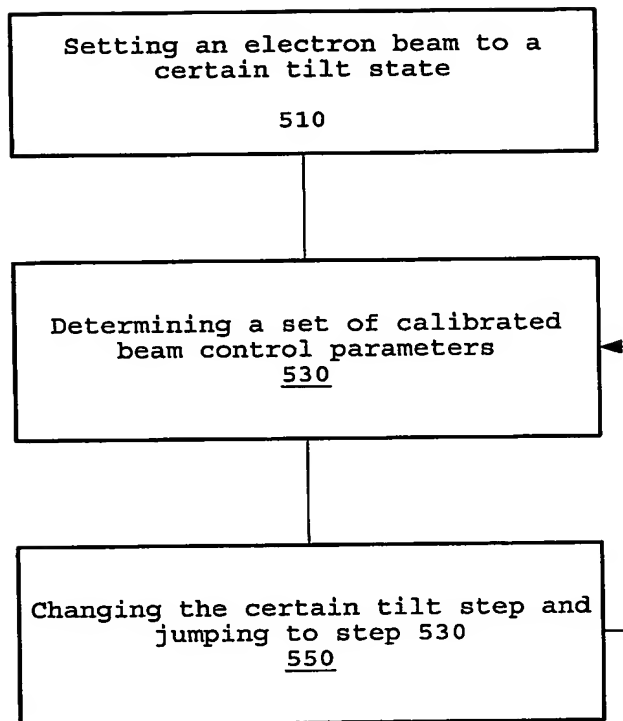 Setting an electron beam to a
certain tilt state
510
Determining a set of calibrated
beam control parameters
530
Changing the certain tilt step and
jumping to step 530
550